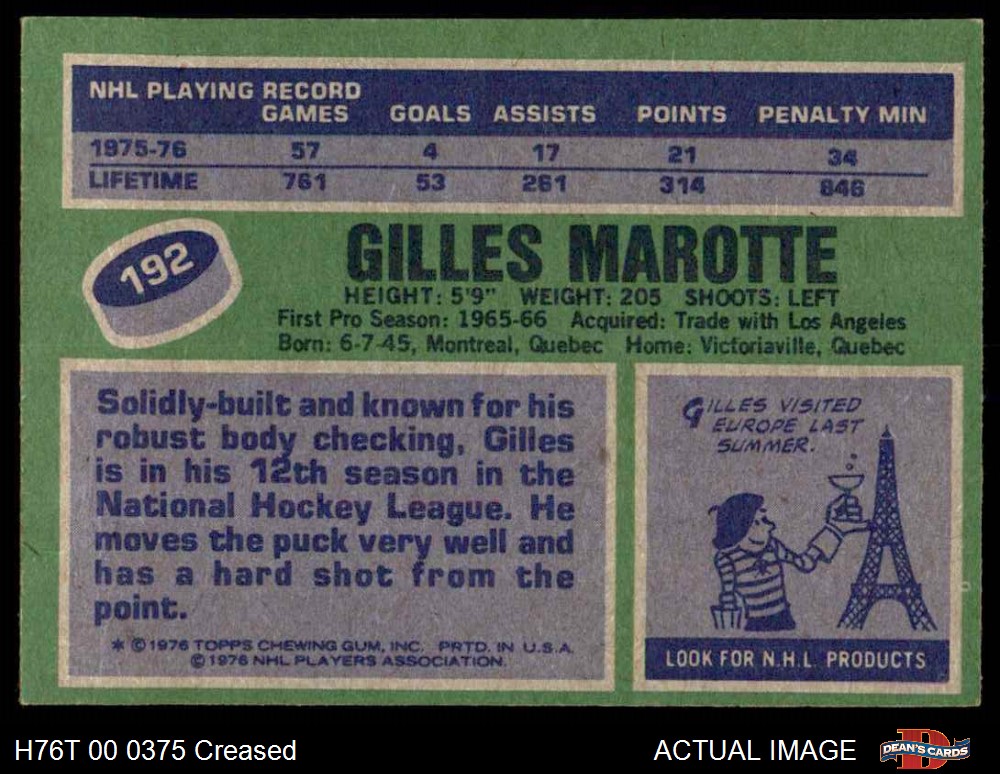 NHL PLAYING RECORD
GAMES GOALS ASSISTS POINTS PENALTY MIN
1975-76 57 4 17 21 34
LIFETIME 761 53 261 314 846
192
GILLES MAROTTE
HEIGHT: 5'9" WEIGHT: 205 SHOOTS: LEFT
First Pro Season: 1965-66 Acquired: Trade with Los Angeles
Born: 6-7-45, Montreal, Quebec Home: Victoriaville, Quebec
Solidly-built and known for his
robust body checking, Gilles
is in his 12th season in the
National Hockey League. He
moves the puck very well and
has a hard shot from the
point.
* © 1976 TOPPS CHEWING GUM, INC. PRTD. IN U.S.A.
© 1976 NHL PLAYERS ASSOCIATION.
GILLES VISITED
EUROPE LAST
SUMMER.
LOOK FOR N.H.L. PRODUCTS
H76T 00 0375 Creased
ACTUAL IMAGE
DEAN'S CARDS